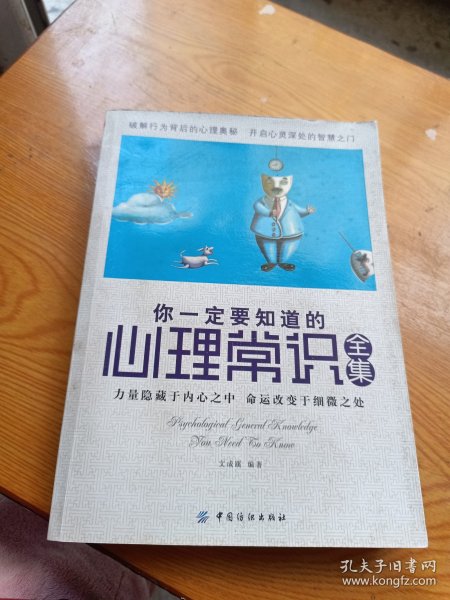 破解行为背后的心理奥秘 开启心灵深处的智慧之门
你一定要知道的
心理常识全集
力量隐藏于内心之中 命运改变于细微之处
Psychological General Knowledge
You Need To Know
文成蹊 编著
中国纺织出版社
孔夫子旧书网
www.kongfz.com